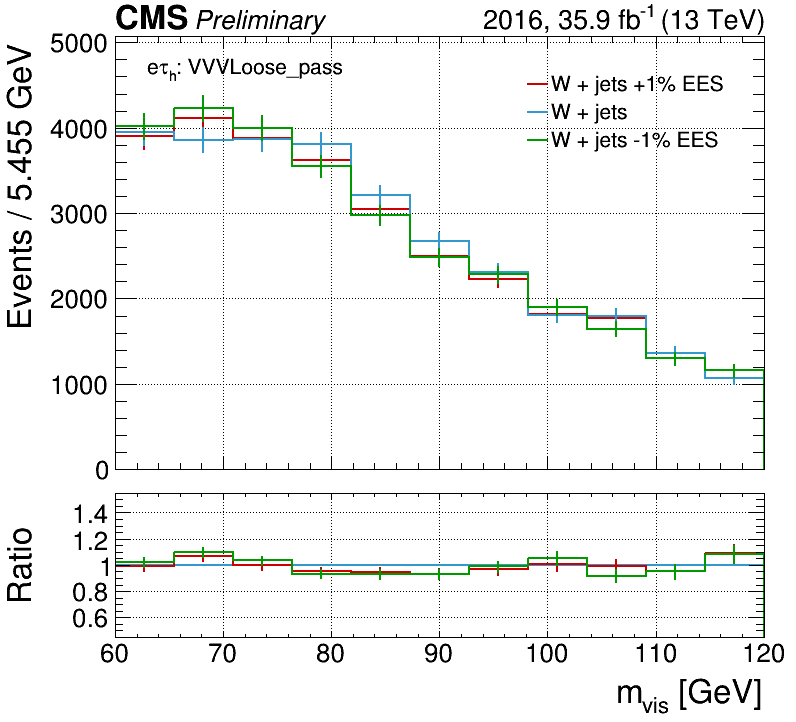 CMS Preliminary 2016, 35.9 fb⁻¹ (13 TeV)
eτₕ: VVVLoose_pass
W + jets +1% EES
W + jets
W + jets -1% EES
Events / 5.455 GeV
5000
4000
3000
2000
1000
0
Ratio
1.4
1.2
1
0.8
0.6
60 70 80 90 100 110 120
m_vis [GeV]